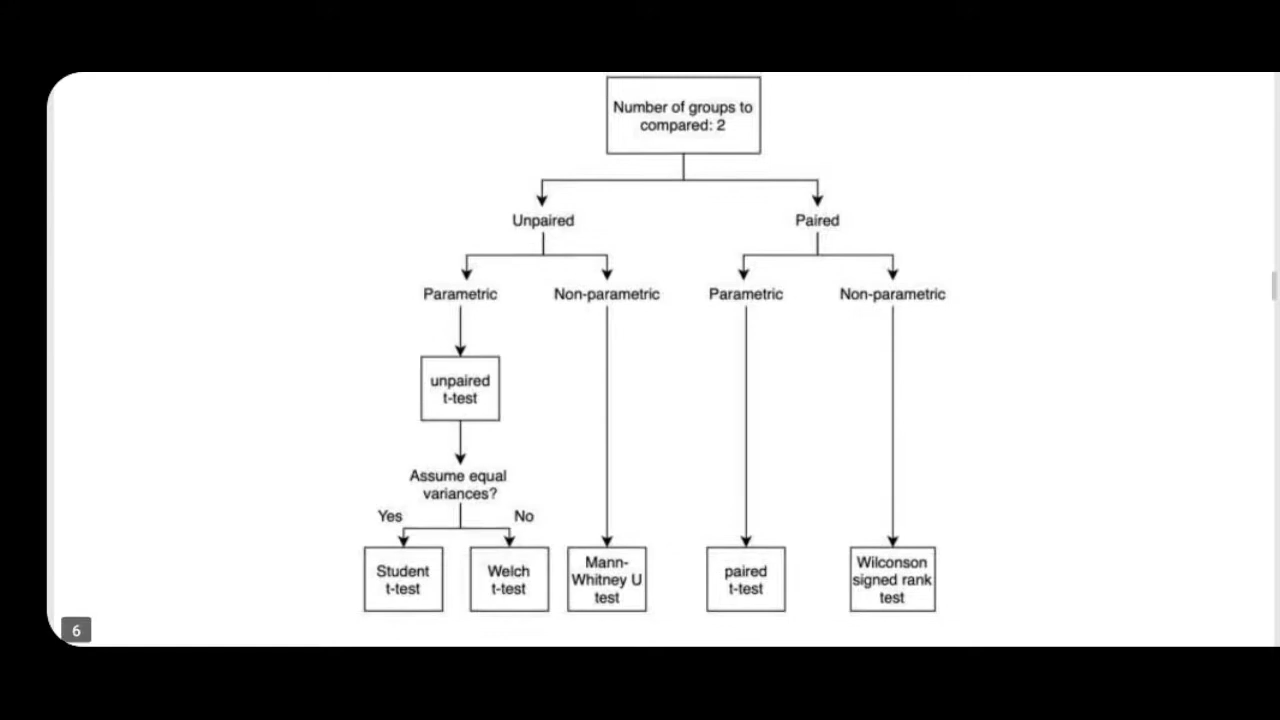 Number of groups to
compared: 2
Unpaired
Paired
Parametric
Non-parametric
Parametric
Non-parametric
unpaired
t-test
Assume equal
variances?
Yes
No
Student
t-test
Welch
t-test
Mann-
Whitney U
test
paired
t-test
Wilconson
signed rank
test
6